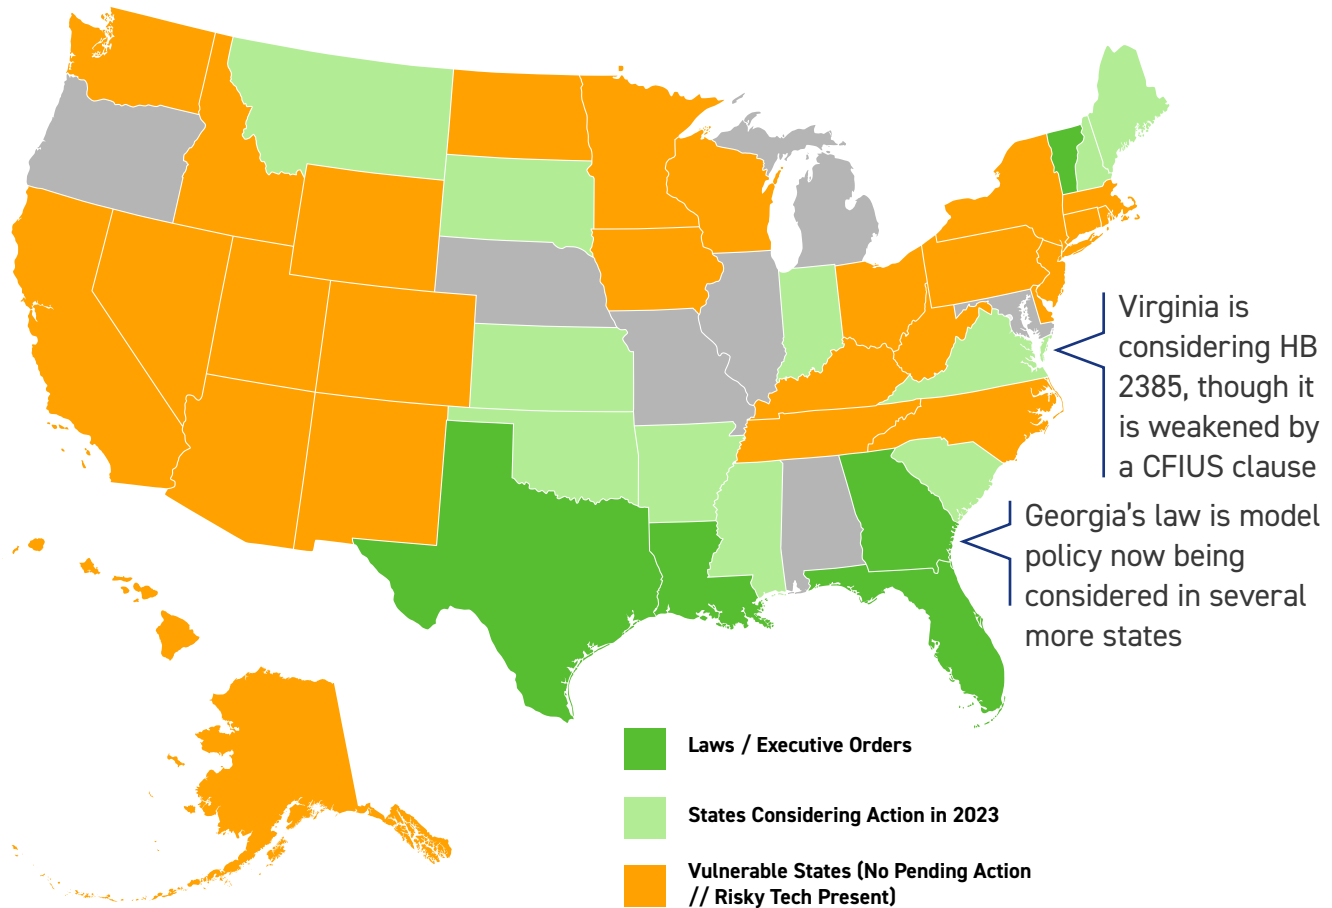 Virginia is
considering HB
2385, though it
is weakened by
a CFIUS clause
Georgia's law is model
policy now being
considered in several
more states
Laws / Executive Orders
States Considering Action in 2023
Vulnerable States (No Pending Action
// Risky Tech Present)